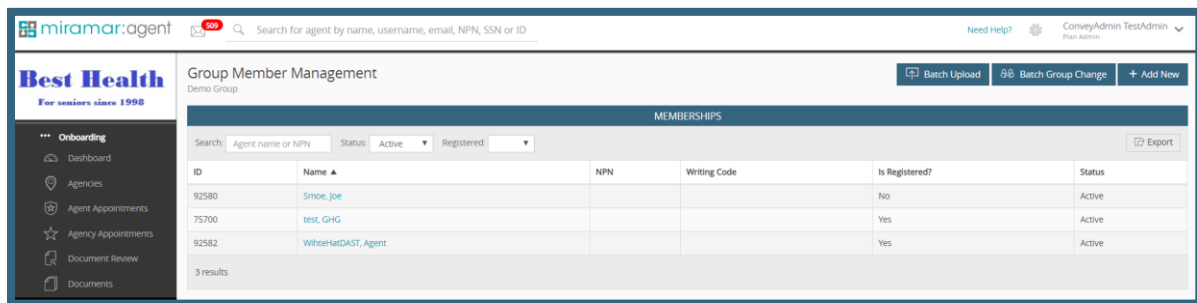 miramar:agent
509
Search for agent by name, username, email, NPN, SSN or ID
Need Help?
ConveyAdmin TestAdmin
Plan Admin
Best Health
For seniors since 1998
Group Member Management
Demo Group
Batch Upload
Batch Group Change
+ Add New
MEMBERSHIPS
Search: Agent name or NPN Status: Active Registered:
Export
••• Onboarding
Dashboard
Agencies
Agent Appointments
Agency Appointments
Document Review
Documents
ID Name ▲ NPN Writing Code Is Registered? Status
92580 Smoe, Joe No Active
75700 test, GHG Yes Active
92582 WihteHatDAST, Agent Yes Active
3 results